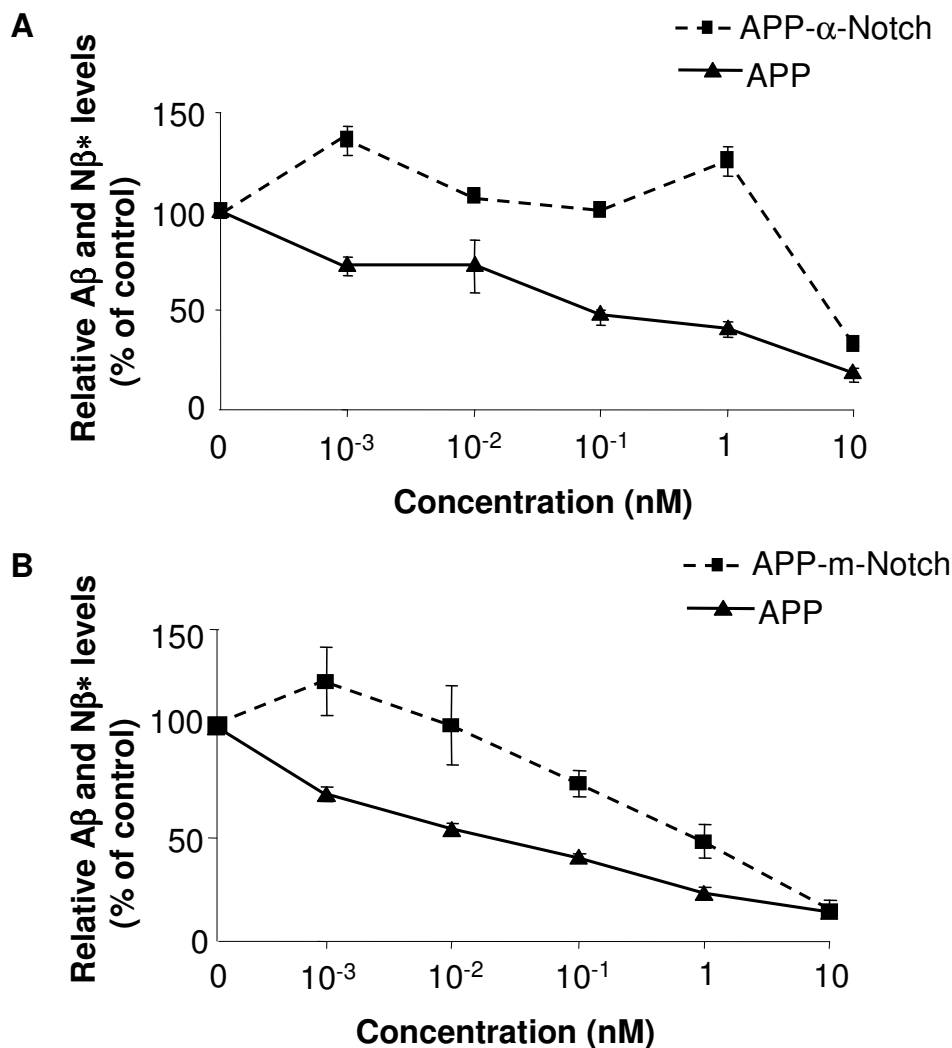 A
APP-α-Notch
APP
Relative Aβ and Nβ* levels
(% of control)
150
100
50
0
0 10⁻³ 10⁻² 10⁻¹ 1 10
Concentration (nM)
B
APP-m-Notch
APP
Relative Aβ and Nβ* levels
(% of control)
150
100
50
0
0 10⁻³ 10⁻² 10⁻¹ 1 10
Concentration (nM)